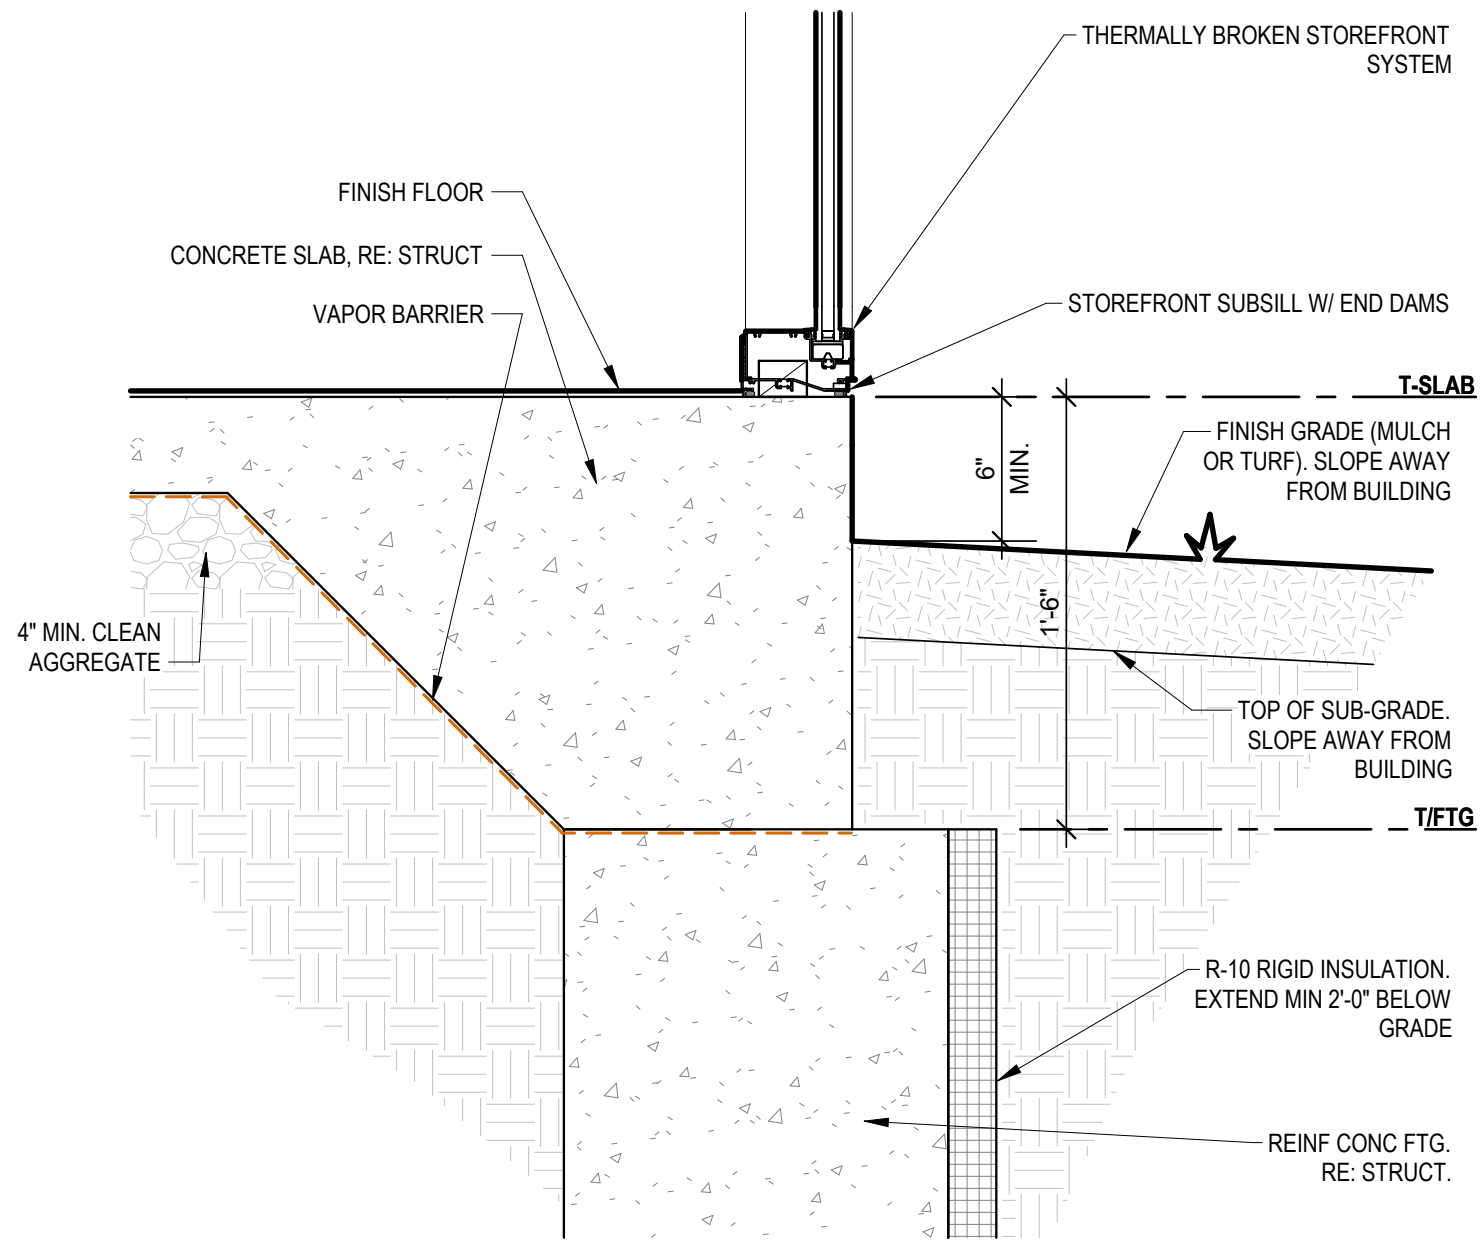 THERMALLY BROKEN STOREFRONT
SYSTEM
FINISH FLOOR
CONCRETE SLAB, RE: STRUCT
VAPOR BARRIER
STOREFRONT SUBSILL W/ END DAMS
T-SLAB
6"
MIN.
FINISH GRADE (MULCH
OR TURF). SLOPE AWAY
FROM BUILDING
1'-6"
4" MIN. CLEAN
AGGREGATE
TOP OF SUB-GRADE.
SLOPE AWAY FROM
BUILDING
T/FTG
R-10 RIGID INSULATION.
EXTEND MIN 2'-0" BELOW
GRADE
REINF CONC FTG.
RE: STRUCT.